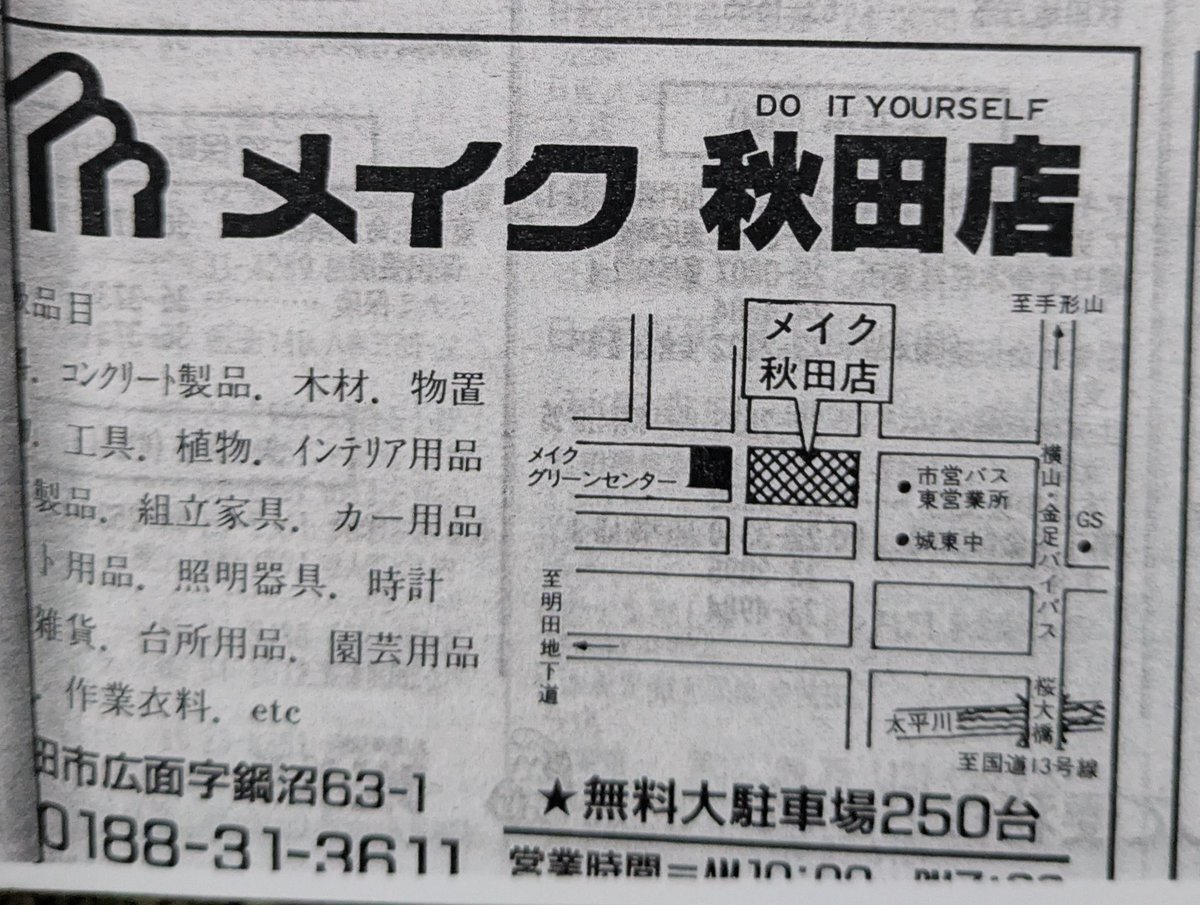 DO IT YOURSELF
メイク 秋田店
品目
コンクリート製品. 木材. 物置
工具. 植物. インテリア用品
製品. 組立家具. カー用品
ト用品. 照明器具. 時計
雑貨. 台所用品. 園芸用品
作業衣料. etc
田市広面字鍋沼63-1
0188-31-3611
至手形山
メイク
秋田店
メイク
グリーンセンター
市営バス
東営業所
城東中
横山・金足バイパス
GS
至明田地下道
桜大橋
太平川
至国道13号線
★無料大駐車場250台
営業時間=AM10:00